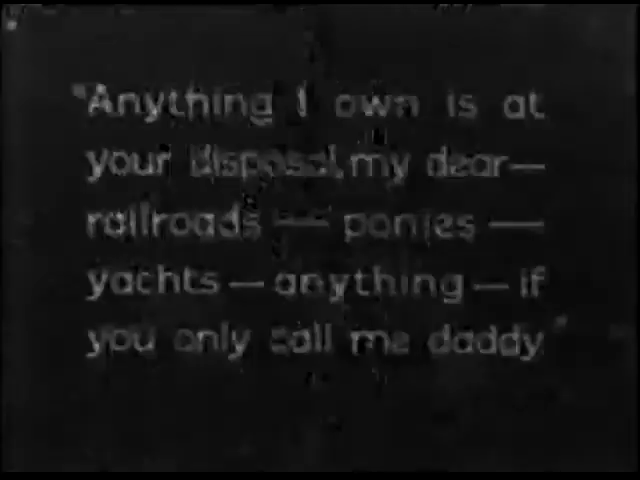 "Anything I own is at
your disposal, my dear—
railroads — ponies —
yachts — anything — if
you only call me daddy"